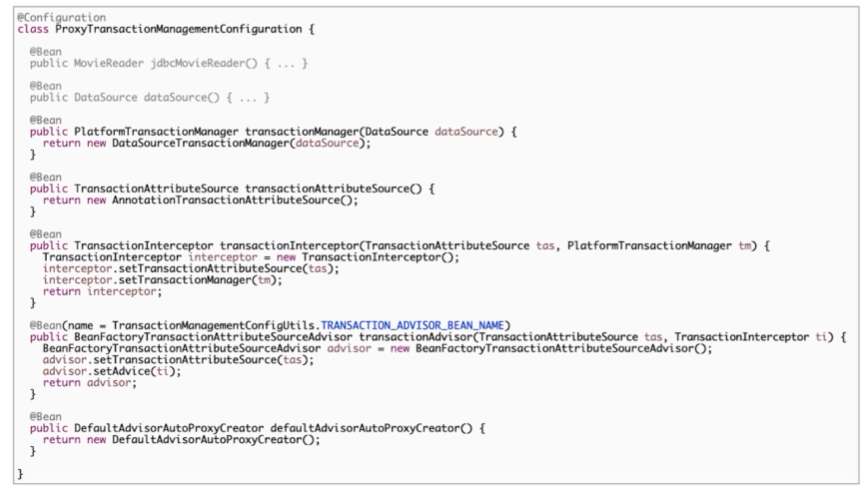 @Configuration
class ProxyTransactionManagementConfiguration {
@Bean
public MovieReader jdbcMovieReader() { ... }
@Bean
public DataSource dataSource() { ... }
@Bean
public PlatformTransactionManager transactionManager(DataSource dataSource) {
return new DataSourceTransactionManager(dataSource);
}
@Bean
public TransactionAttributeSource transactionAttributeSource() {
return new AnnotationTransactionAttributeSource();
}
@Bean
public TransactionInterceptor transactionInterceptor(TransactionAttributeSource tas, PlatformTransactionManager tm) {
TransactionInterceptor interceptor = new TransactionInterceptor();
interceptor.setTransactionAttributeSource(tas);
interceptor.setTransactionManager(tm);
return interceptor;
}
@Bean(name = TransactionManagementConfigUtils.TRANSACTION_ADVISOR_BEAN_NAME)
public BeanFactoryTransactionAttributeSourceAdvisor transactionAdvisor(TransactionAttributeSource tas, TransactionInterceptor ti) {
BeanFactoryTransactionAttributeSourceAdvisor advisor = new BeanFactoryTransactionAttributeSourceAdvisor();
advisor.setTransactionAttributeSource(tas);
advisor.setAdvice(ti);
return advisor;
}
@Bean
public DefaultAdvisorAutoProxyCreator defaultAdvisorAutoProxyCreator() {
return new DefaultAdvisorAutoProxyCreator();
}
}